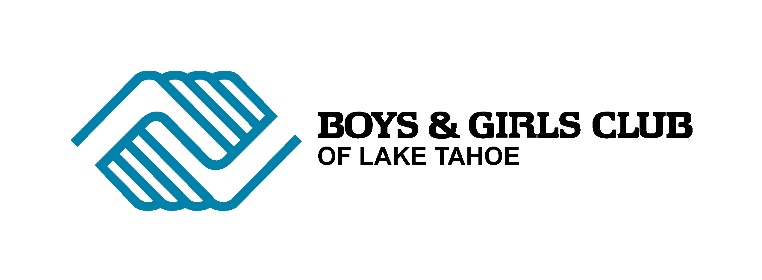 BOYS & GIRLS CLUB
OF LAKE TAHOE